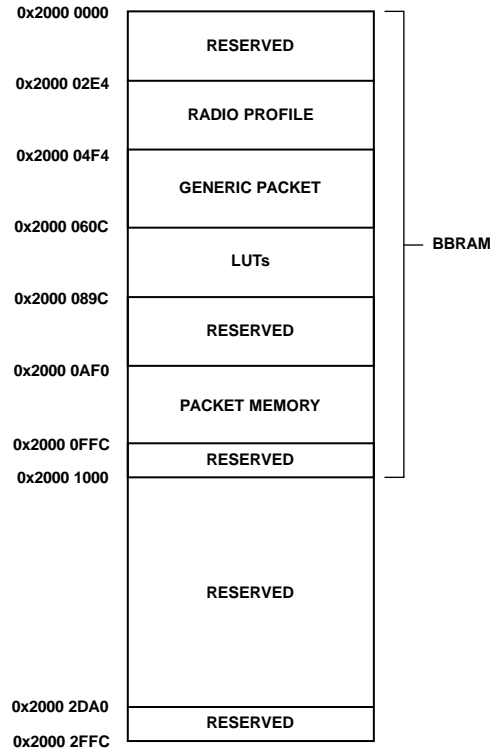 0x2000 0000
RESERVED
0x2000 02E4
RADIO PROFILE
0x2000 04F4
GENERIC PACKET
0x2000 060C
BBRAM
LUTs
0x2000 089C
RESERVED
0x2000 0AF0
PACKET MEMORY
0x2000 0FFC
RESERVED
0x2000 1000
RESERVED
0x2000 2DA0
RESERVED
0x2000 2FFC